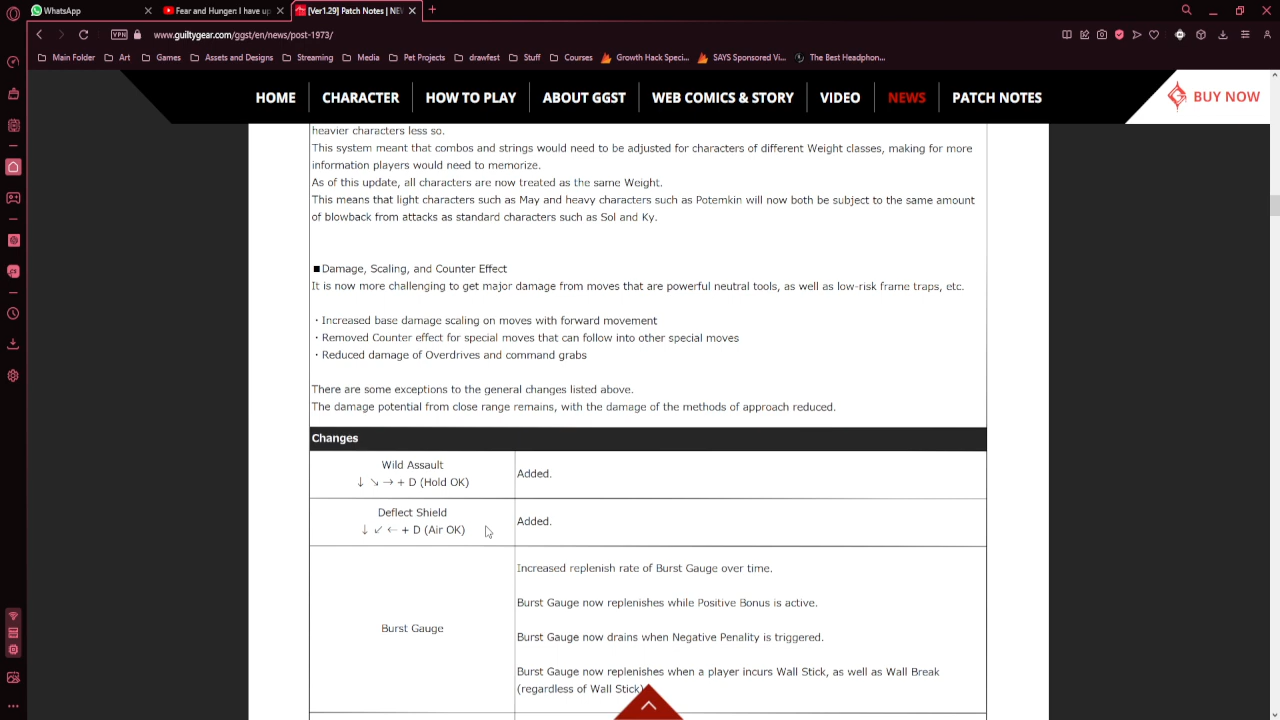 WhatsApp
Fear and Hunger: I have up
[Ver1.29] Patch Notes | NE
VPN
www.guiltygear.com/ggst/en/news/post-1973/
Main Folder
Art
Games
Assets and Designs
Streaming
Media
Pet Projects
drawfest
Stuff
Courses
Growth Hack Speci...
SAYS Sponsored Vi...
The Best Headphon...
HOME
CHARACTER
HOW TO PLAY
ABOUT GGST
WEB COMICS & STORY
VIDEO
NEWS
PATCH NOTES
BUY NOW
heavier characters less so.
This system meant that combos and strings would need to be adjusted for characters of different Weight classes, making for more
information players would need to memorize.
As of this update, all characters are now treated as the same Weight.
This means that light characters such as May and heavy characters such as Potemkin will now both be subject to the same amount
of blowback from attacks as standard characters such as Sol and Ky.
■Damage, Scaling, and Counter Effect
It is now more challenging to get major damage from moves that are powerful neutral tools, as well as low-risk frame traps, etc.
・Increased base damage scaling on moves with forward movement
・Removed Counter effect for special moves that can follow into other special moves
・Reduced damage of Overdrives and command grabs
There are some exceptions to the general changes listed above.
The damage potential from close range remains, with the damage of the methods of approach reduced.
Changes
Wild Assault
↓ ↘ → + D (Hold OK)
Added.
Deflect Shield
↓ ↙ ← + D (Air OK)
Added.
Burst Gauge
Increased replenish rate of Burst Gauge over time.
Burst Gauge now replenishes while Positive Bonus is active.
Burst Gauge now drains when Negative Penality is triggered.
Burst Gauge now replenishes when a player incurs Wall Stick, as well as Wall Break
(regardless of Wall Stick)